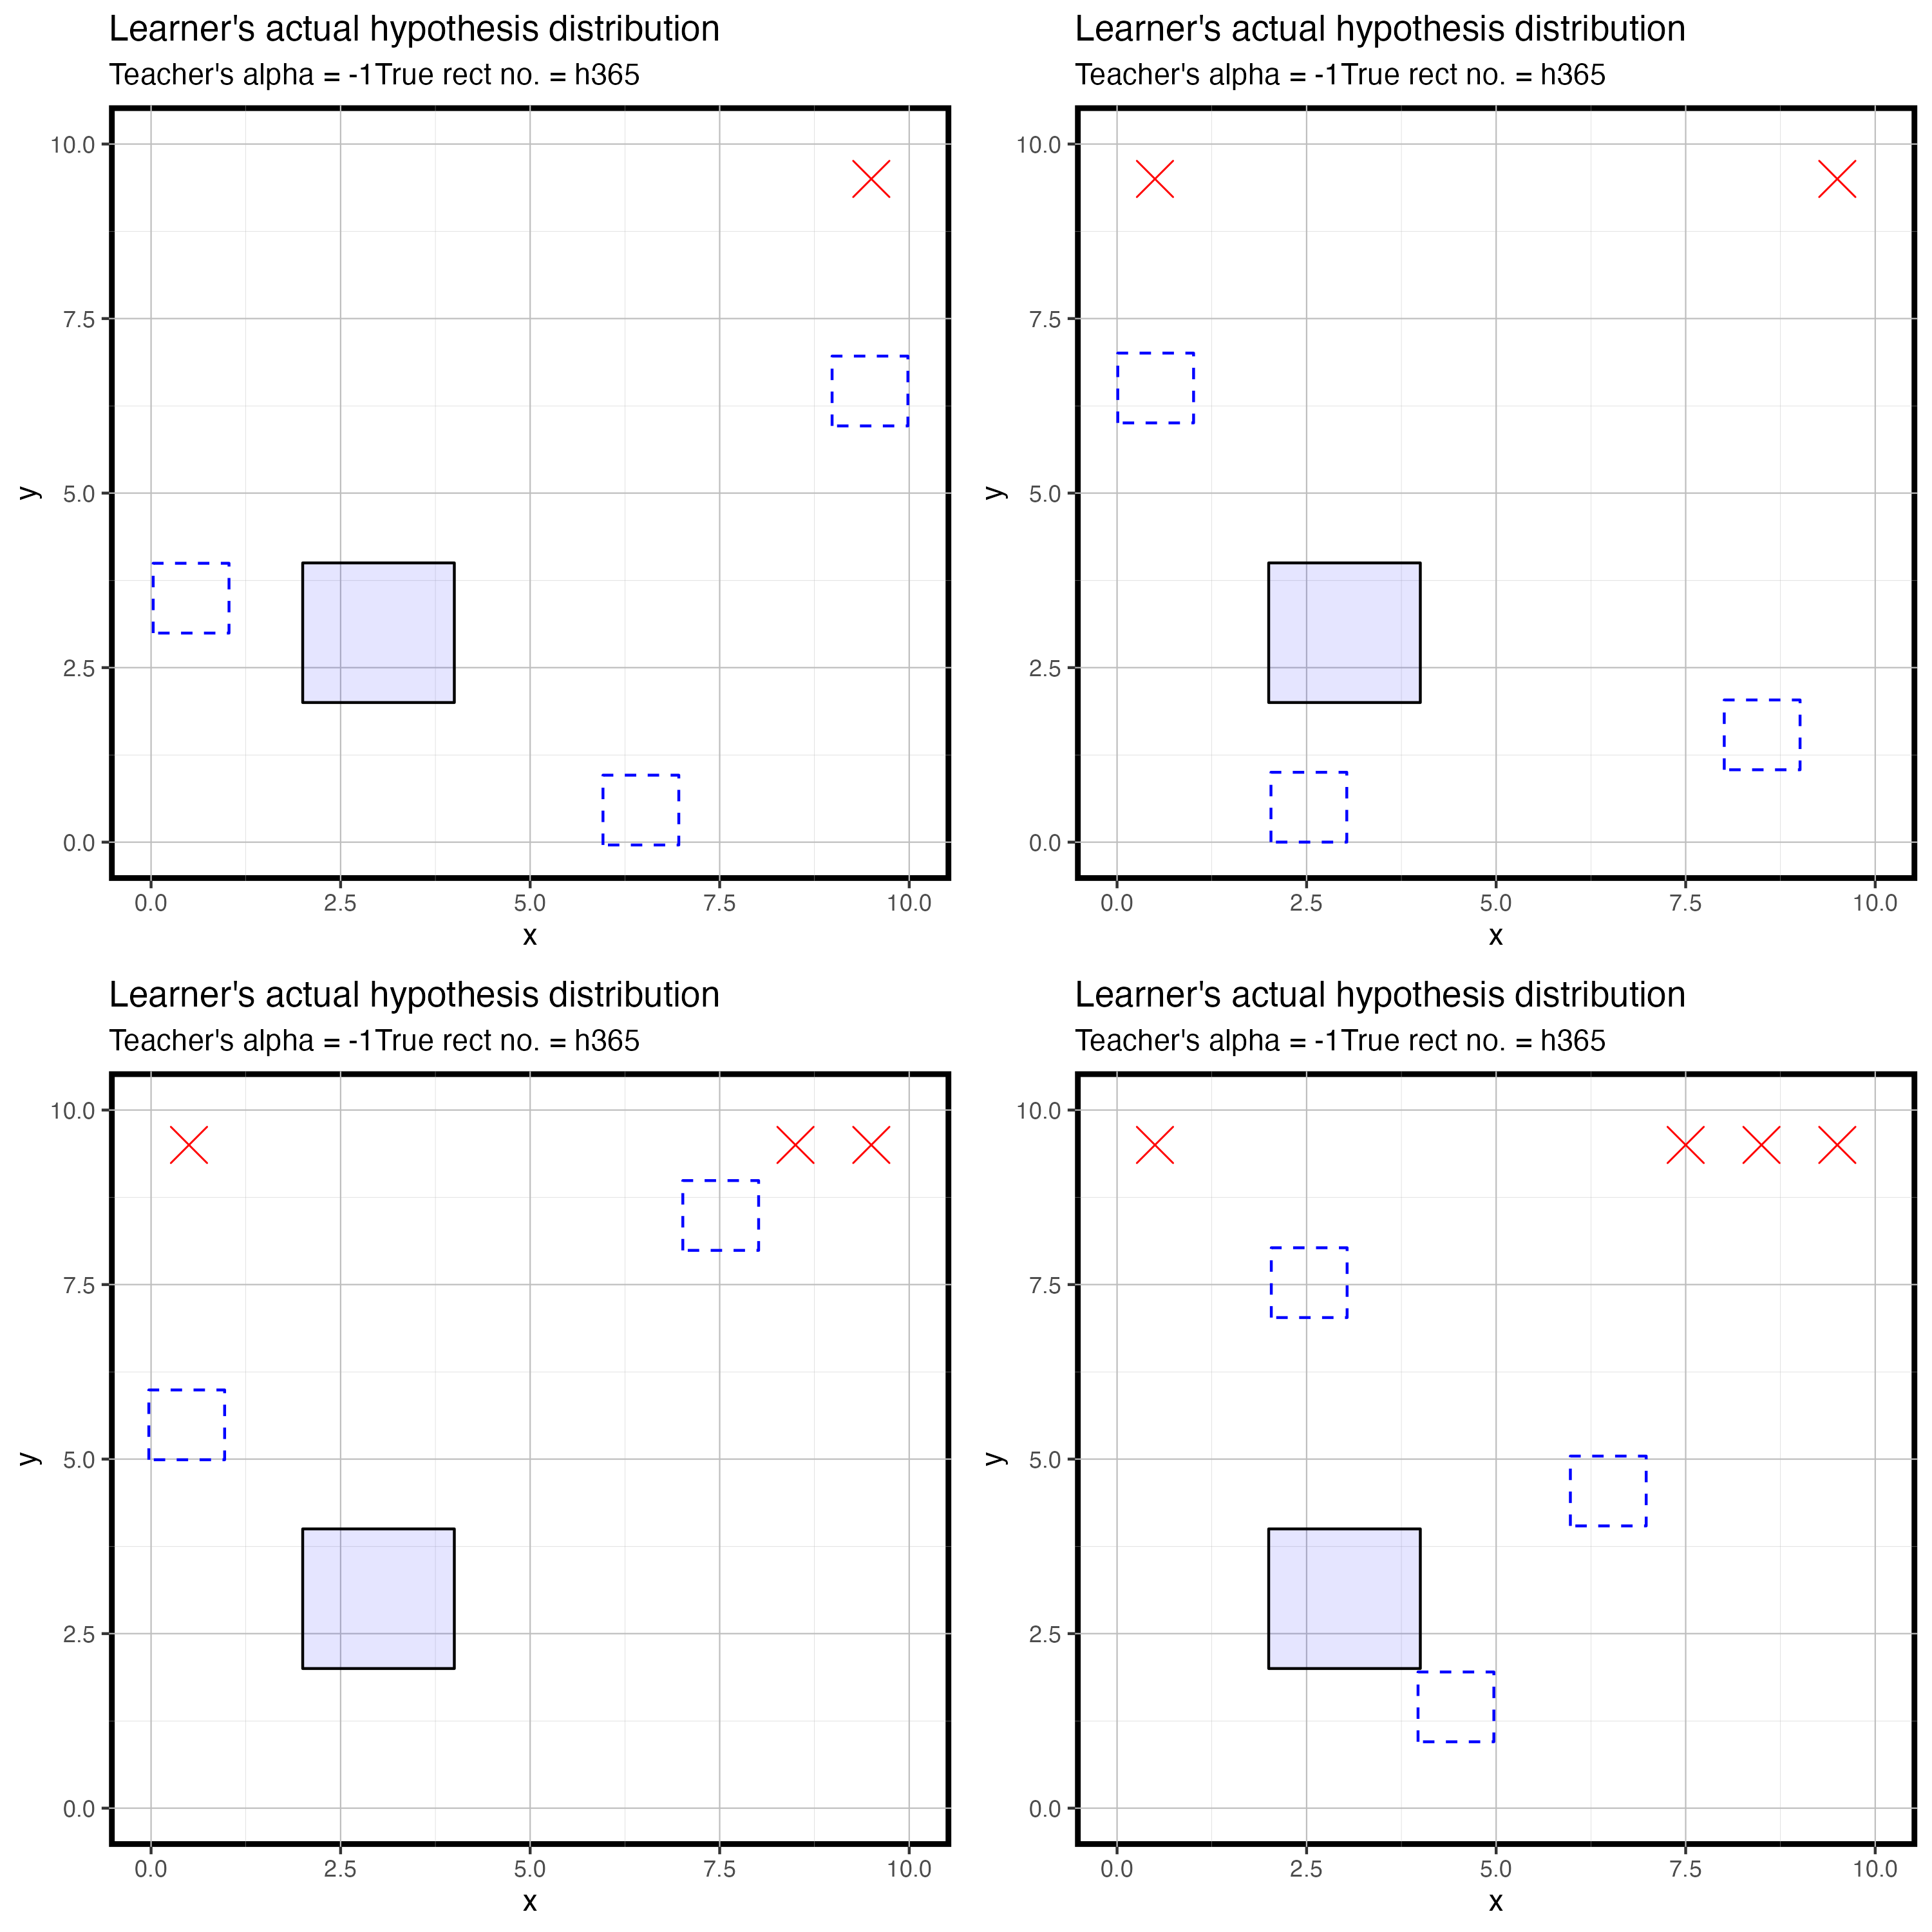 Learner's actual hypothesis distribution
Teacher's alpha = -1True rect no. = h365
10.0
7.5
5.0
2.5
0.0
y
0.0 2.5 5.0 7.5 10.0
x
Learner's actual hypothesis distribution
Teacher's alpha = -1True rect no. = h365
10.0
7.5
5.0
2.5
0.0
y
0.0 2.5 5.0 7.5 10.0
x
Learner's actual hypothesis distribution
Teacher's alpha = -1True rect no. = h365
10.0
7.5
5.0
2.5
0.0
y
0.0 2.5 5.0 7.5 10.0
x
Learner's actual hypothesis distribution
Teacher's alpha = -1True rect no. = h365
10.0
7.5
5.0
2.5
0.0
y
0.0 2.5 5.0 7.5 10.0
x